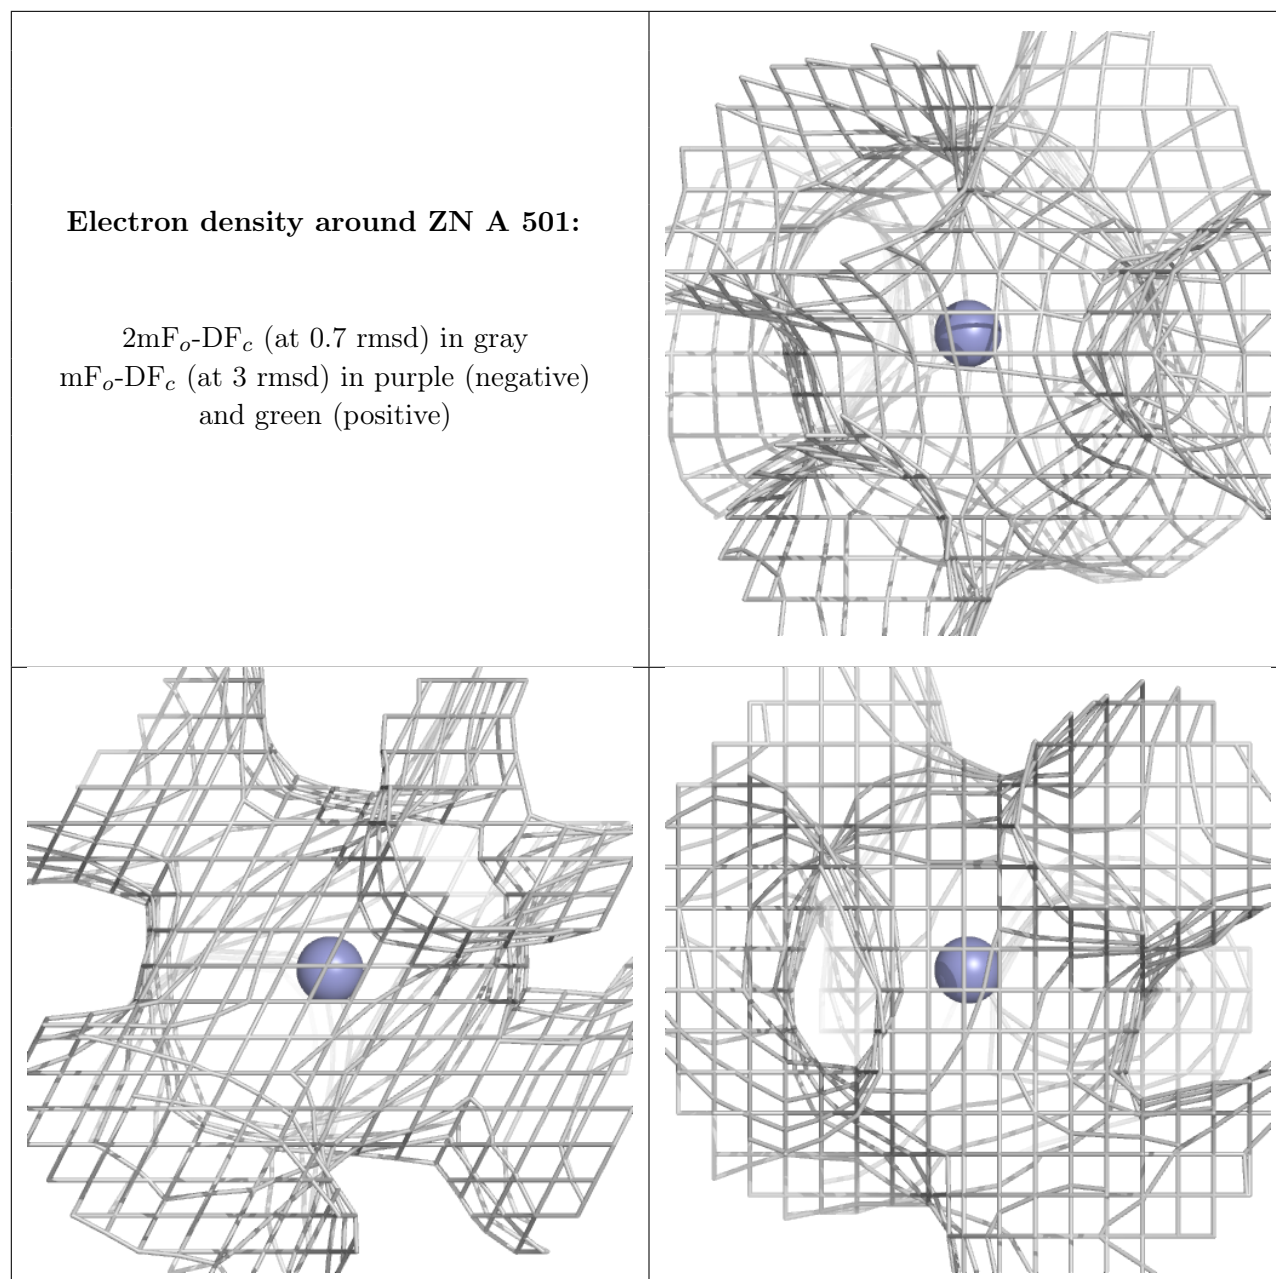 Electron density around ZN A 501:
2mFₒ-DF𝒸 (at 0.7 rmsd) in gray
mFₒ-DF𝒸 (at 3 rmsd) in purple (negative)
and green (positive)